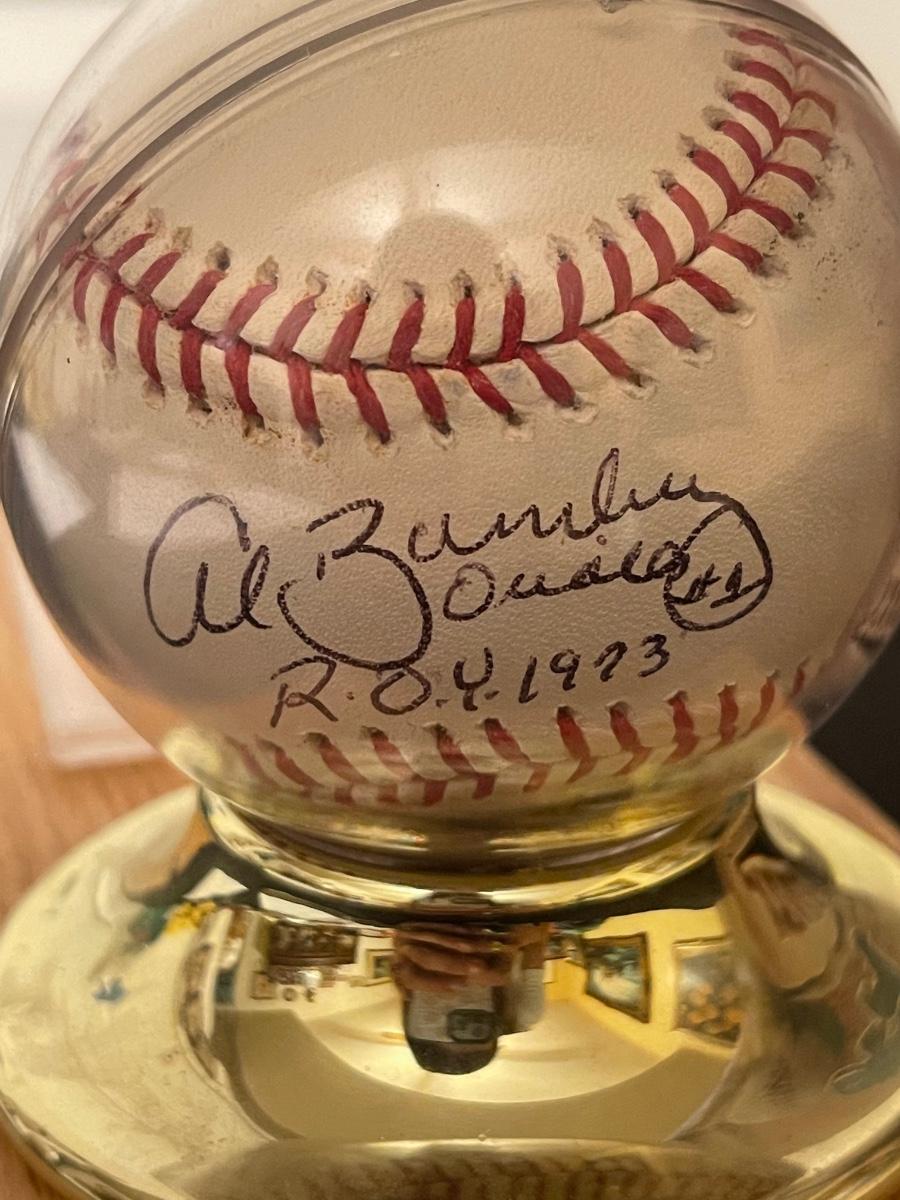 Al Bumbry
Orioles #1
R.O.Y. 1973